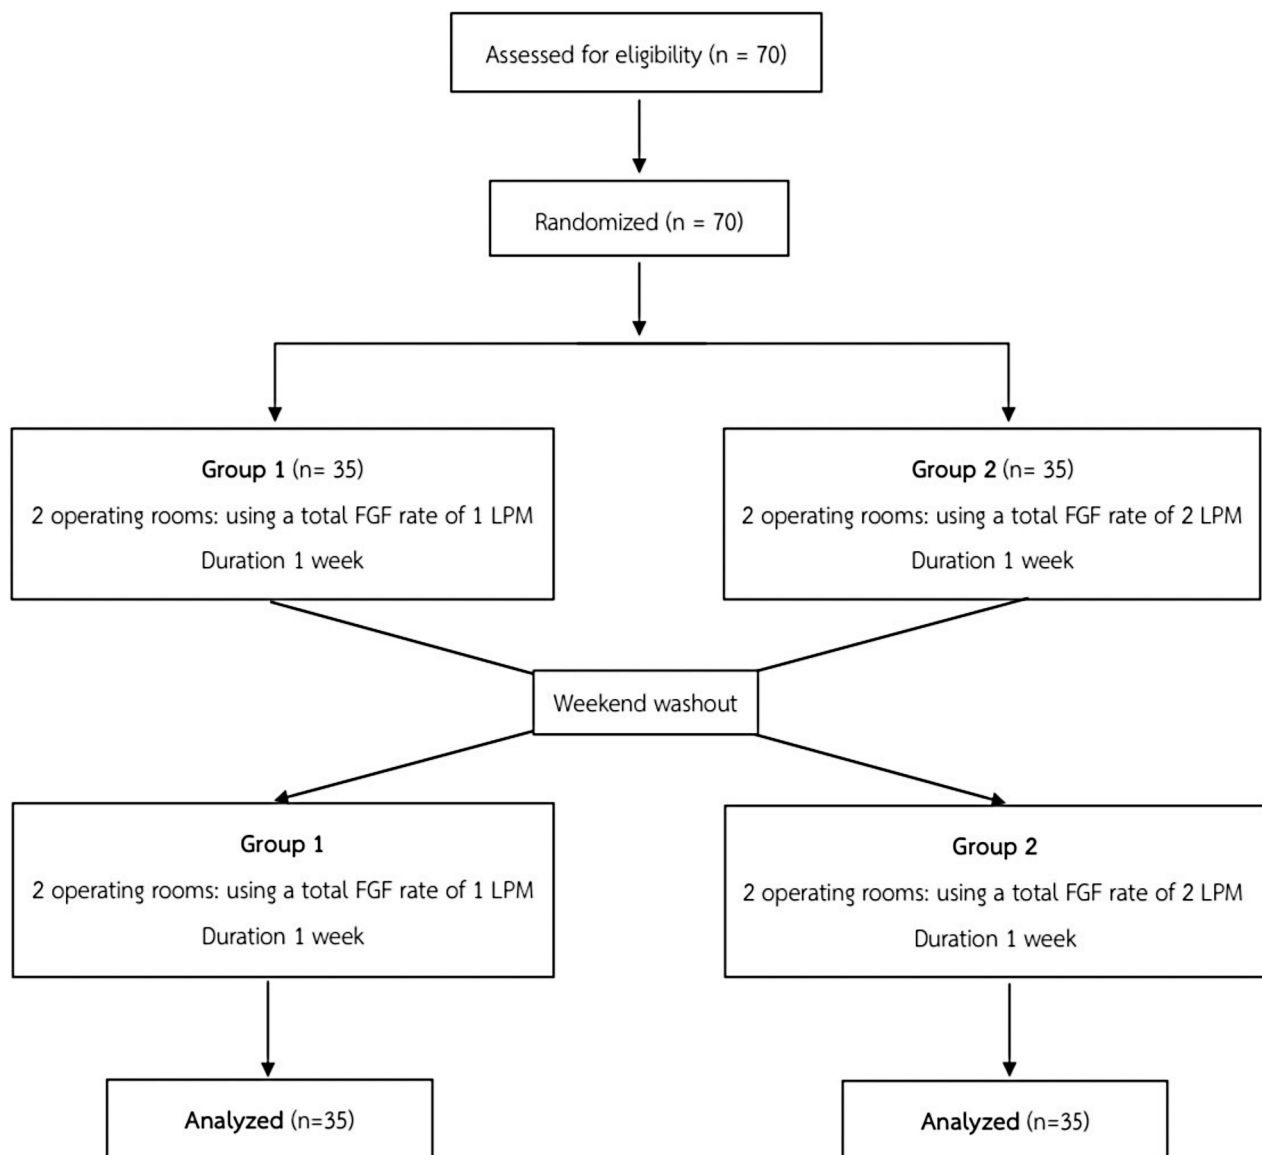 Assessed for eligibility (n = 70)
Randomized (n = 70)
Group 1 (n= 35)
2 operating rooms: using a total FGF rate of 1 LPM
Duration 1 week
Group 2 (n= 35)
2 operating rooms: using a total FGF rate of 2 LPM
Duration 1 week
Weekend washout
Group 1
2 operating rooms: using a total FGF rate of 1 LPM
Duration 1 week
Group 2
2 operating rooms: using a total FGF rate of 2 LPM
Duration 1 week
Analyzed (n=35)
Analyzed (n=35)